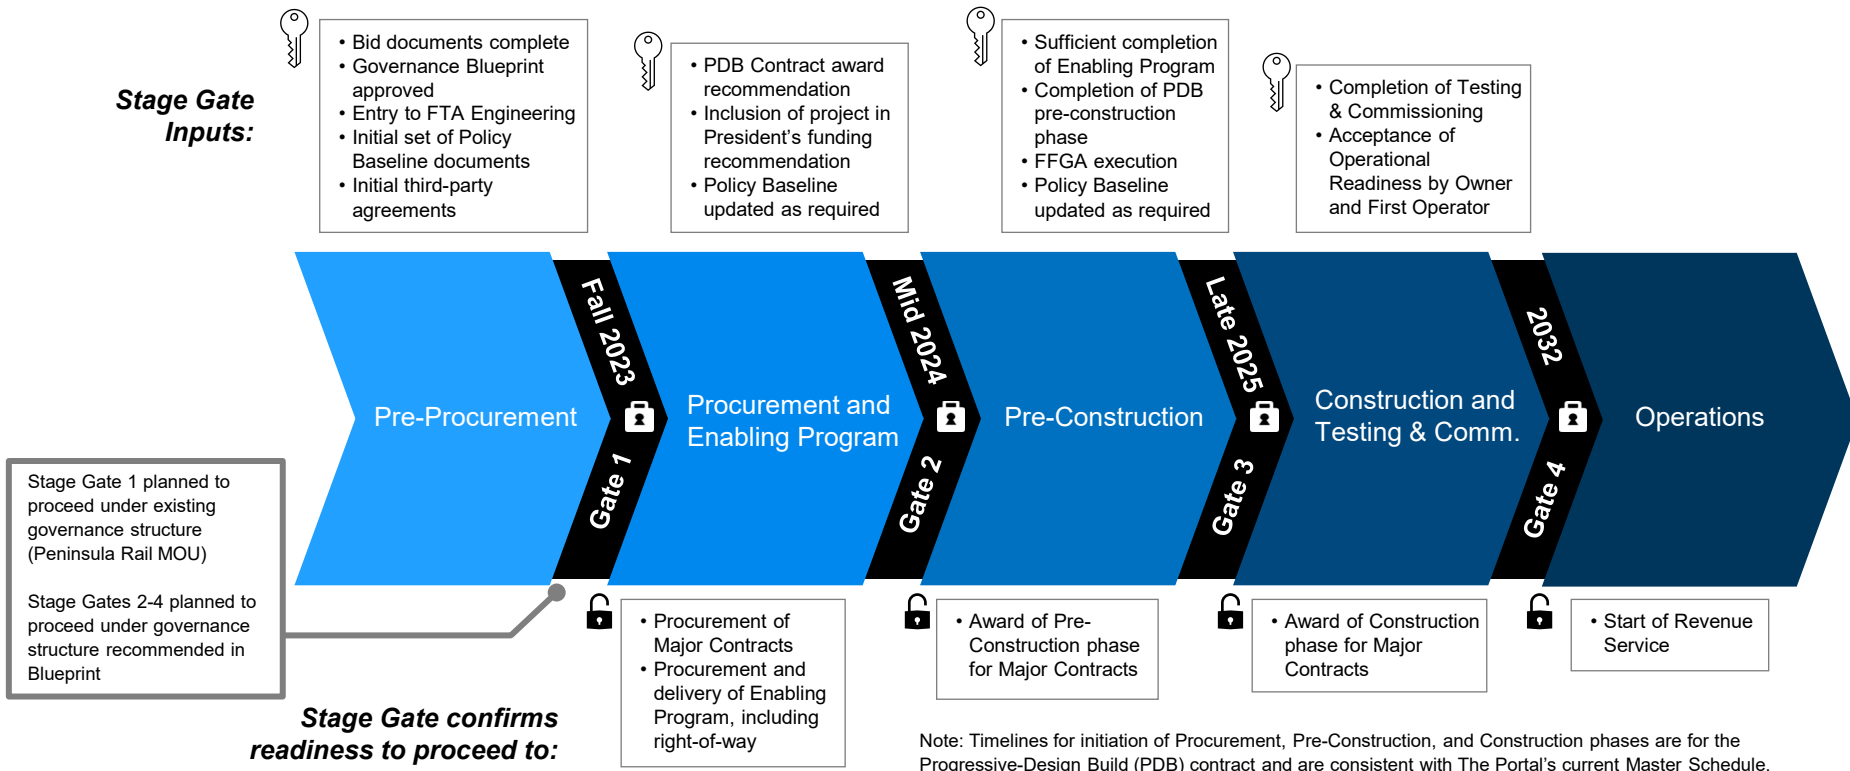 Stage Gate
Inputs:
• Bid documents complete
• Governance Blueprint
approved
• Entry to FTA Engineering
• Initial set of Policy
Baseline documents
• Initial third-party
agreements
• PDB Contract award
recommendation
• Inclusion of project in
President's funding
recommendation
• Policy Baseline
updated as required
• Sufficient completion
of Enabling Program
• Completion of PDB
pre-construction
phase
• FFGA execution
• Policy Baseline
updated as required
• Completion of Testing
& Commissioning
• Acceptance of
Operational
Readiness by Owner
and First Operator
Pre-Procurement
Fall 2023
Gate 1
Procurement and
Enabling Program
Mid 2024
Gate 2
Pre-Construction
Late 2025
Gate 3
Construction and
Testing & Comm.
2032
Gate 4
Operations
Stage Gate 1 planned to
proceed under existing
governance structure
(Peninsula Rail MOU)
Stage Gates 2-4 planned to
proceed under governance
structure recommended in
Blueprint
Stage Gate confirms
readiness to proceed to:
• Procurement of
Major Contracts
• Procurement and
delivery of Enabling
Program, including
right-of-way
• Award of Pre-
Construction phase
for Major Contracts
• Award of Construction
phase for Major
Contracts
• Start of Revenue
Service
Note: Timelines for initiation of Procurement, Pre-Construction, and Construction phases are for the
Progressive-Design Build (PDB) contract and are consistent with The Portal's current Master Schedule.